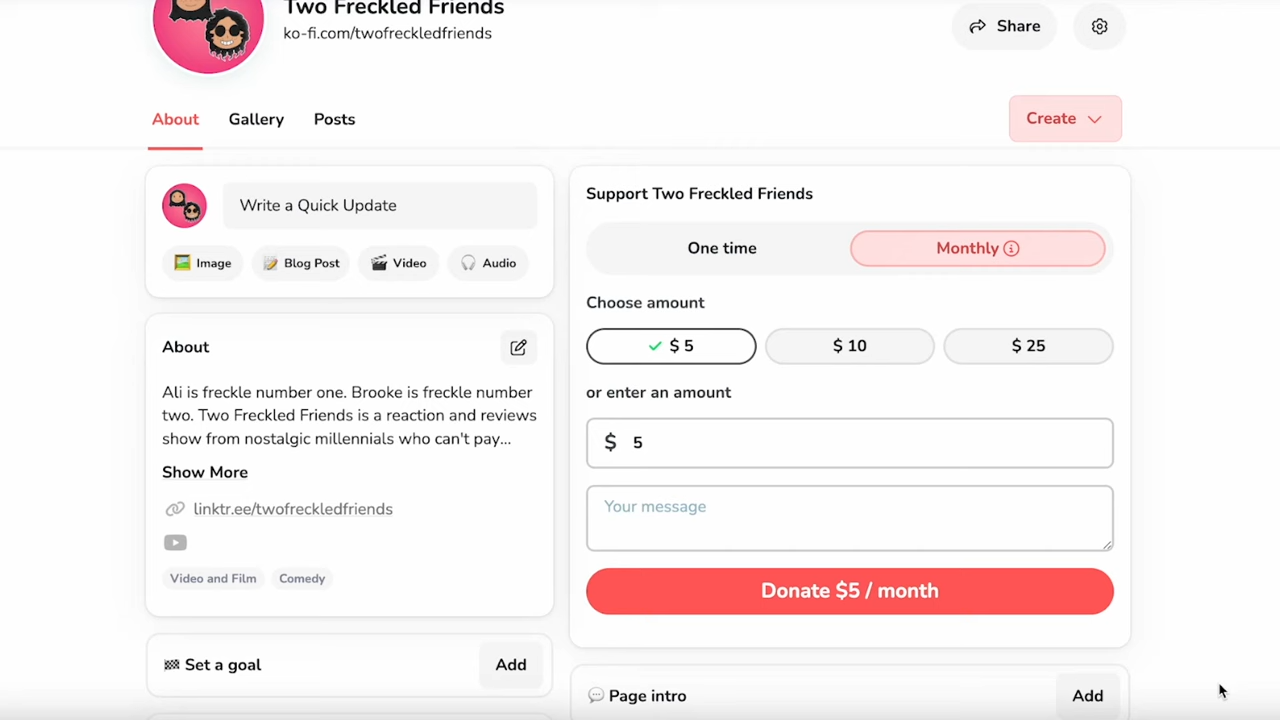 Two Freckled Friends
ko-fi.com/twofreckledfriends
Share
About
Gallery
Posts
Create
Write a Quick Update
Image
Blog Post
Video
Audio
About
Ali is freckle number one. Brooke is freckle number
two. Two Freckled Friends is a reaction and reviews
show from nostalgic millennials who can't pay...
Show More
linktr.ee/twofreckledfriends
Video and Film
Comedy
Set a goal
Add
Support Two Freckled Friends
One time
Monthly
Choose amount
$ 5
$ 10
$ 25
or enter an amount
$ 5
Your message
Donate $5 / month
Page intro
Add